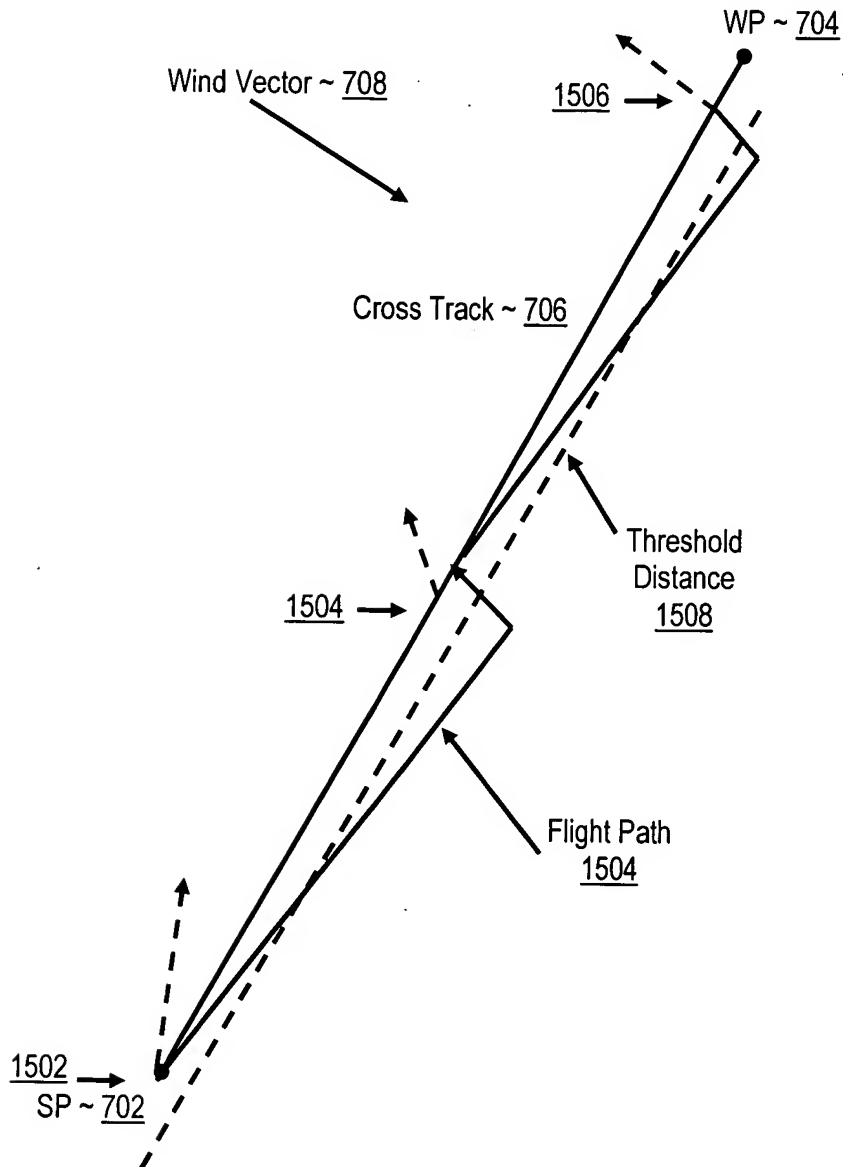 WP ~ 704
Wind Vector ~ 708
1506
Cross Track ~ 706
Threshold
Distance
1508
1504
Flight Path
1504
1502
SP ~ 702